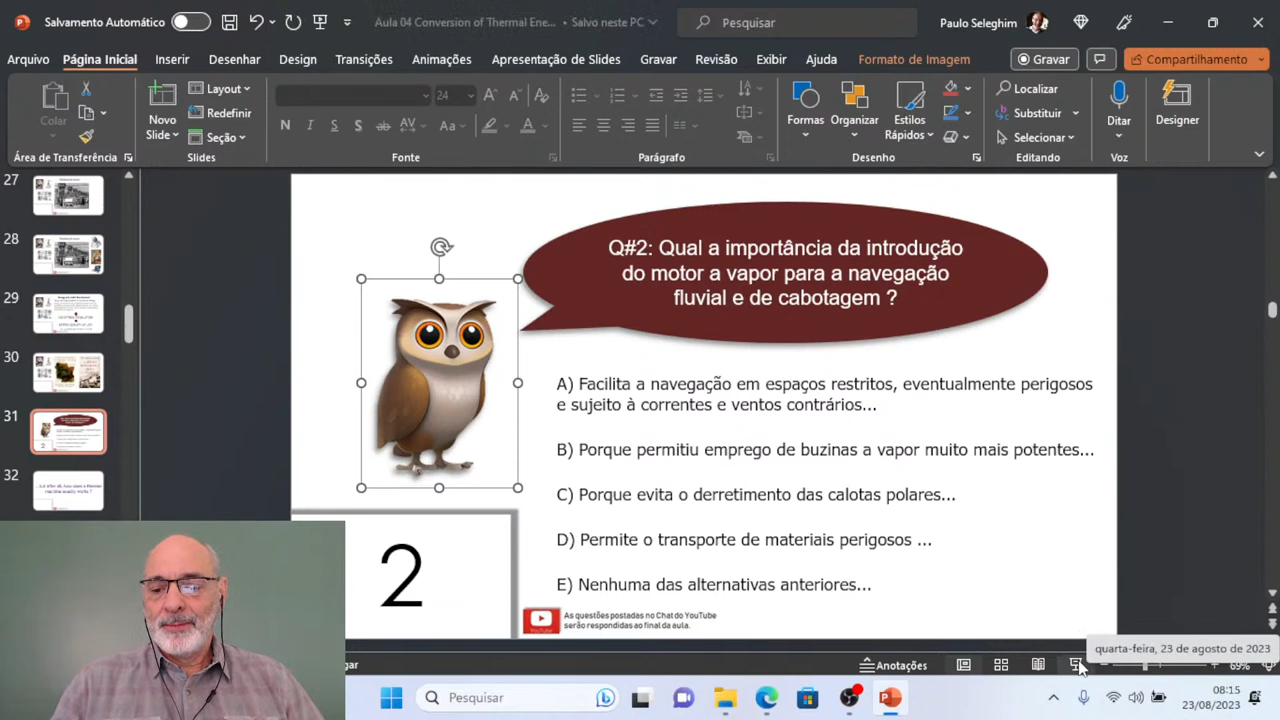 Salvamento Automático
Aula 04 Conversion of Thermal Ene... • Salvo neste PC
Pesquisar
Paulo Seleghim
Arquivo
Página Inicial
Inserir
Desenhar
Design
Transições
Animações
Apresentação de Slides
Gravar
Revisão
Exibir
Ajuda
Formato de Imagem
Gravar
Compartilhamento
Colar
Novo
Slide
Layout
Redefinir
Seção
24
N I S S ab AV
Aa
A
Formas
Organizar
Estilos
Rápidos
Localizar
Substituir
Selecionar
Ditar
Designer
Área de Transferência
Slides
Fonte
Parágrafo
Desenho
Editando
Voz
27
28
29
30
31
32
Q#2: Qual a importância da introdução
do motor a vapor para a navegação
fluvial e de cabotagem ?
A) Facilita a navegação em espaços restritos, eventualmente perigosos
e sujeito à correntes e ventos contrários...
B) Porque permitiu emprego de buzinas a vapor muito mais potentes...
C) Porque evita o derretimento das calotas polares...
D) Permite o transporte de materiais perigosos ...
E) Nenhuma das alternativas anteriores...
2
As questões postadas no Chat do YouTube
serão respondidas ao final da aula.
quarta-feira, 23 de agosto de 2023
gar
Anotações
69%
Pesquisar
08:15
23/08/2023